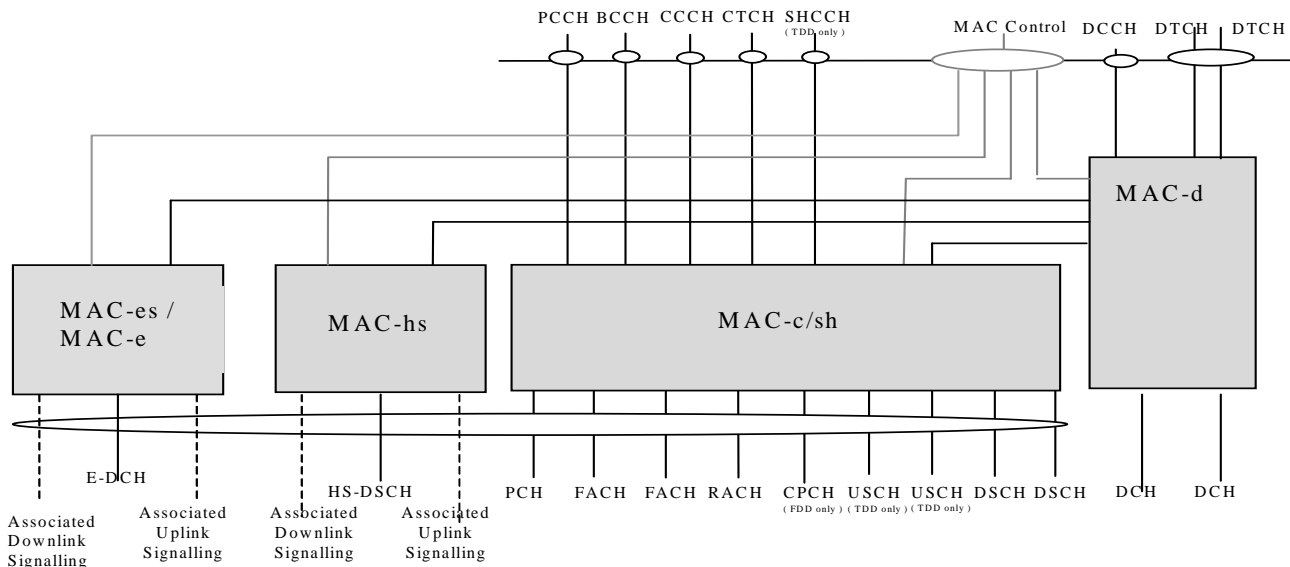 PCCH BCCH CCCH CTCH SHCCH MAC Control DCCH DTCH DTCH
( TDD only )
MAC-d
MAC-es /
MAC-e
MAC-hs
MAC-c/sh
E-DCH
HS-DSCH
PCH FACH FACH RACH CPCH USCH USCH DSCH DSCH DCH DCH
( FDD only ) ( TDD only ) ( TDD only )
Associated
Downlink
Signalling
Associated
Uplink
Signalling
Associated
Downlink
Signalling
Associated
Uplink
Signalling